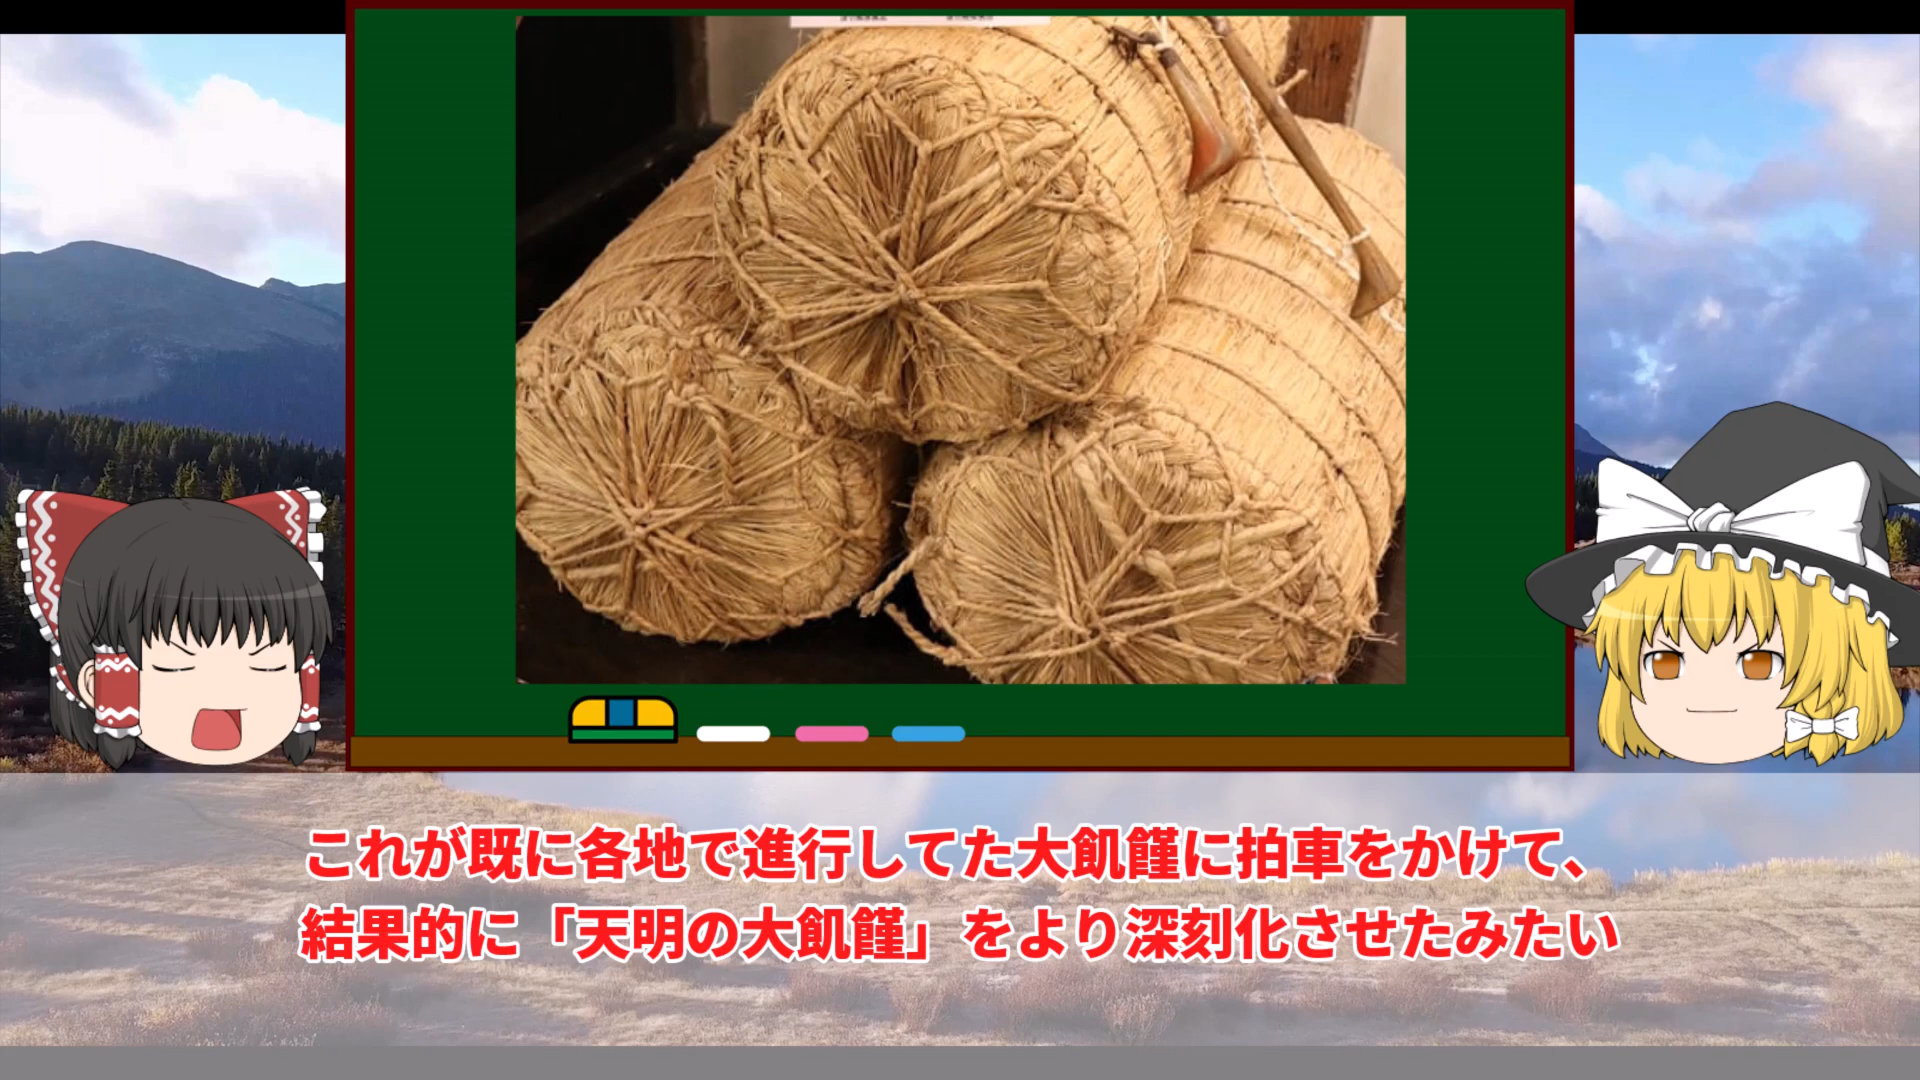 これが既に各地で進行してた大飢饉に拍車をかけて、
結果的に「天明の大飢饉」をより深刻化させたみたい